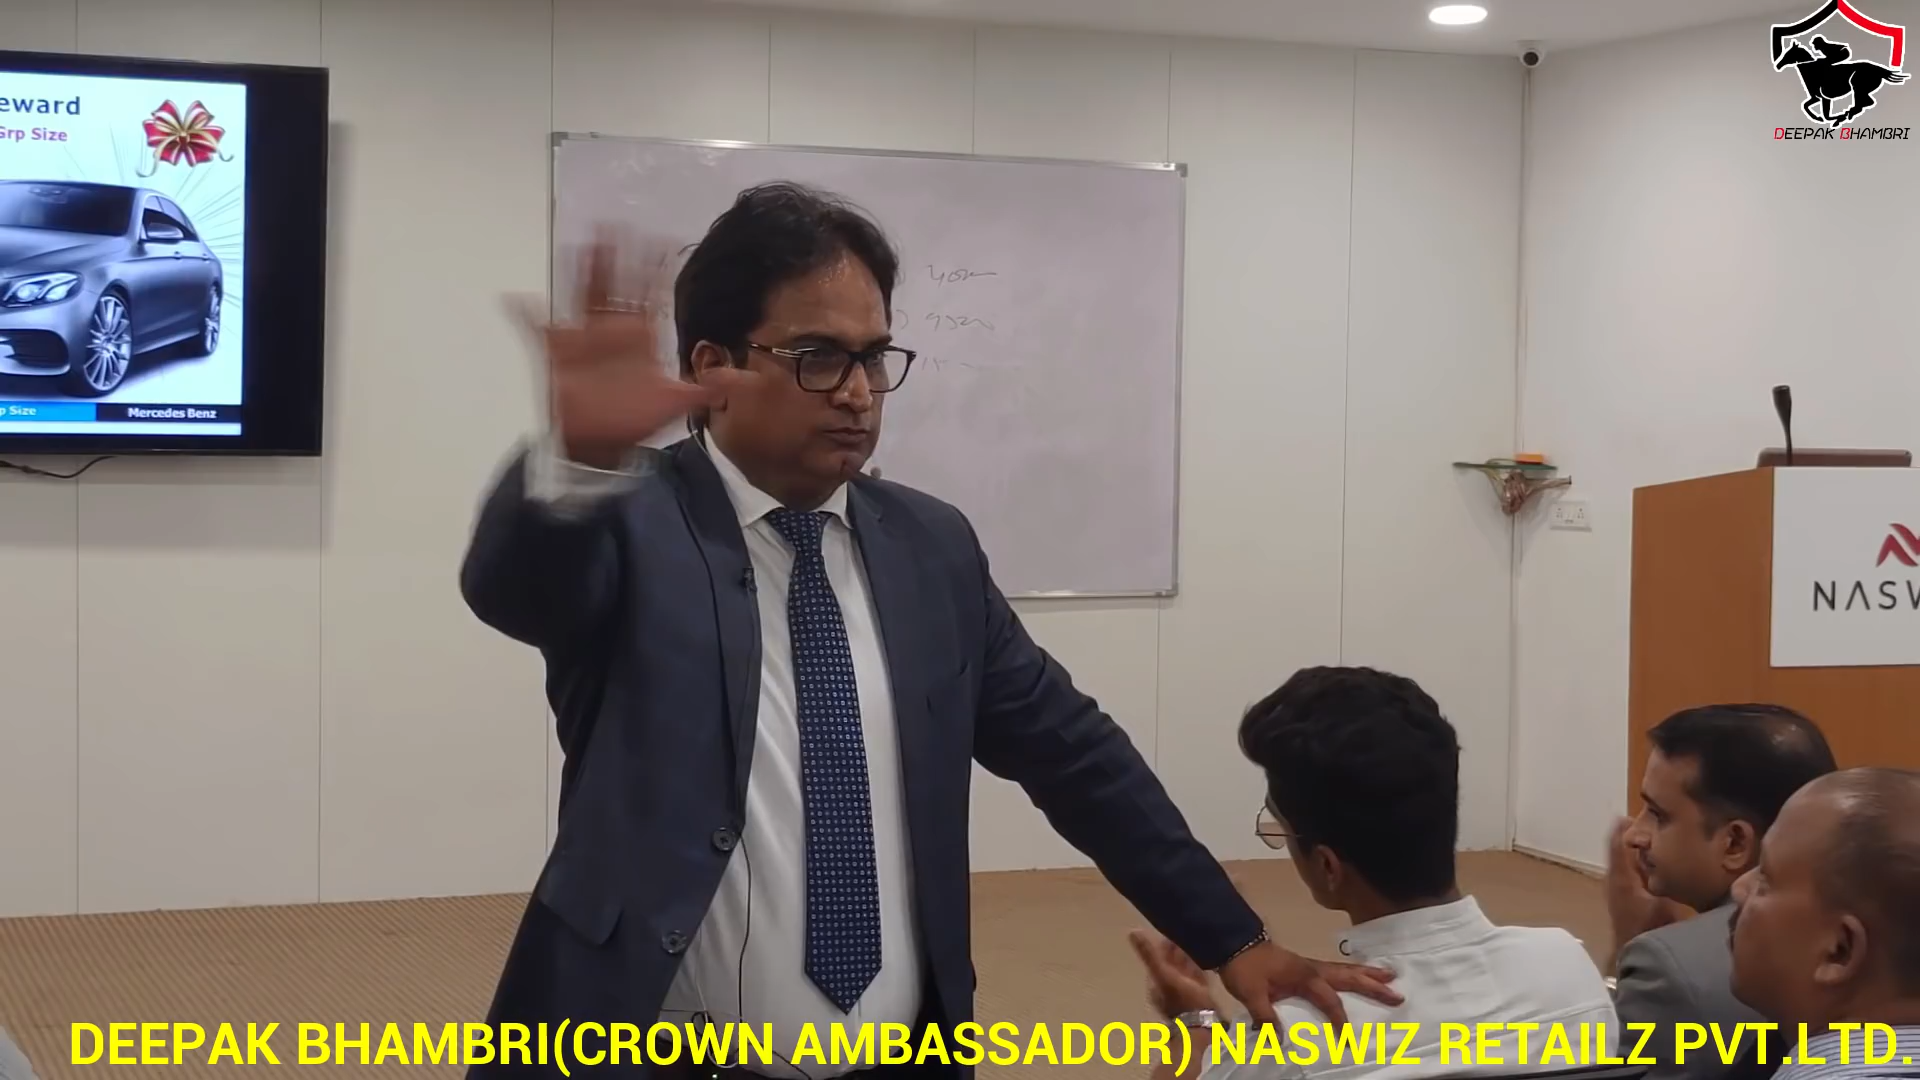 eward
Grp Size
p Size
Mercedes Benz
DEEPAK BHAMBRI
NASW
DEEPAK BHAMBRI(CROWN AMBASSADOR) NASWIZ RETAILZ PVT.LTD.